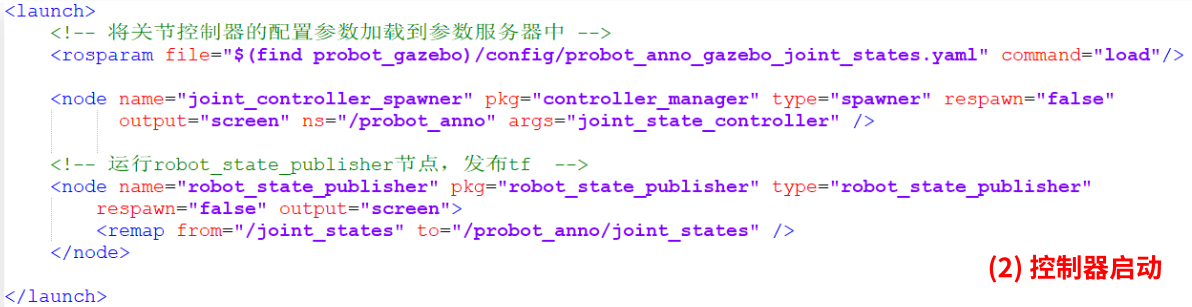 <launch>
<!-- 将关节控制器的配置参数加载到参数服务器中 -->
<rosparam file="$(find probot_gazebo)/config/probot_anno_gazebo_joint_states.yaml" command="load"/>
<node name="joint_controller_spawner" pkg="controller_manager" type="spawner" respawn="false"
output="screen" ns="/probot_anno" args="joint_state_controller" />
<!-- 运行robot_state_publisher节点，发布tf  -->
<node name="robot_state_publisher" pkg="robot_state_publisher" type="robot_state_publisher"
respawn="false" output="screen">
<remap from="/joint_states" to="/probot_anno/joint_states" />
</node>
(2) 控制器启动
</launch>